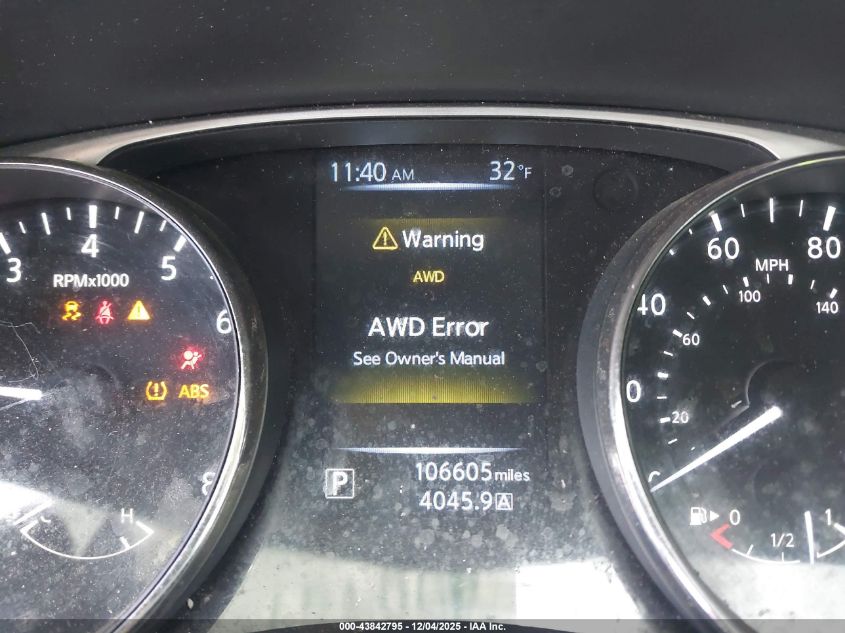 11:40 AM 32°F
Warning
AWD
AWD Error
See Owner's Manual
P 106605 miles
4045.9 A
3 4 5 6 8
RPMx1000
ABS
H
0 20 40 60 80
MPH
20 60 100 140
0 1/2 1
000-43842795 - 12/04/2025 - IAA Inc.